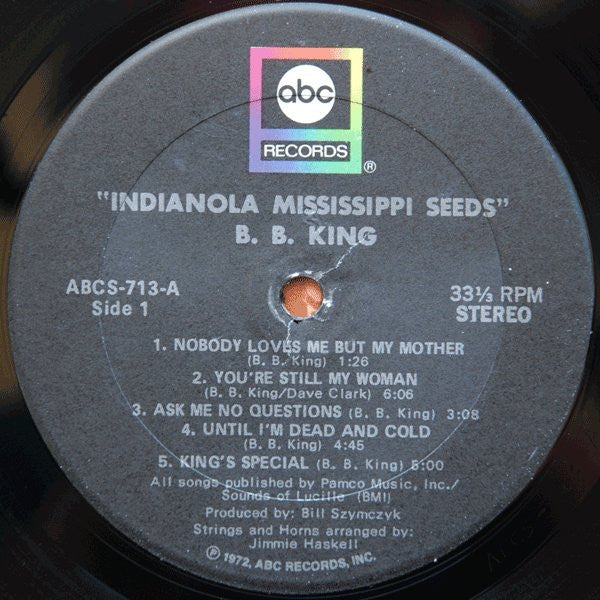 abc
RECORDS
®
"INDIANOLA MISSISSIPPI SEEDS"
B. B. KING
ABCS-713-A
Side 1
33⅓ RPM
STEREO
1. NOBODY LOVES ME BUT MY MOTHER
(B. B. King) 1:26
2. YOU'RE STILL MY WOMAN
(B. B. King/Dave Clark) 6:06
3. ASK ME NO QUESTIONS (B. B. King) 3:08
4. UNTIL I'M DEAD AND COLD
(B. B. King) 4:45
5. KING'S SPECIAL (B. B. King) 5:00
All songs published by Pamco Music, Inc./
Sounds of Lucille (BMI)
Produced by: Bill Szymczyk
Strings and Horns arranged by:
Jimmie Haskell
℗ 1972, ABC RECORDS, INC.